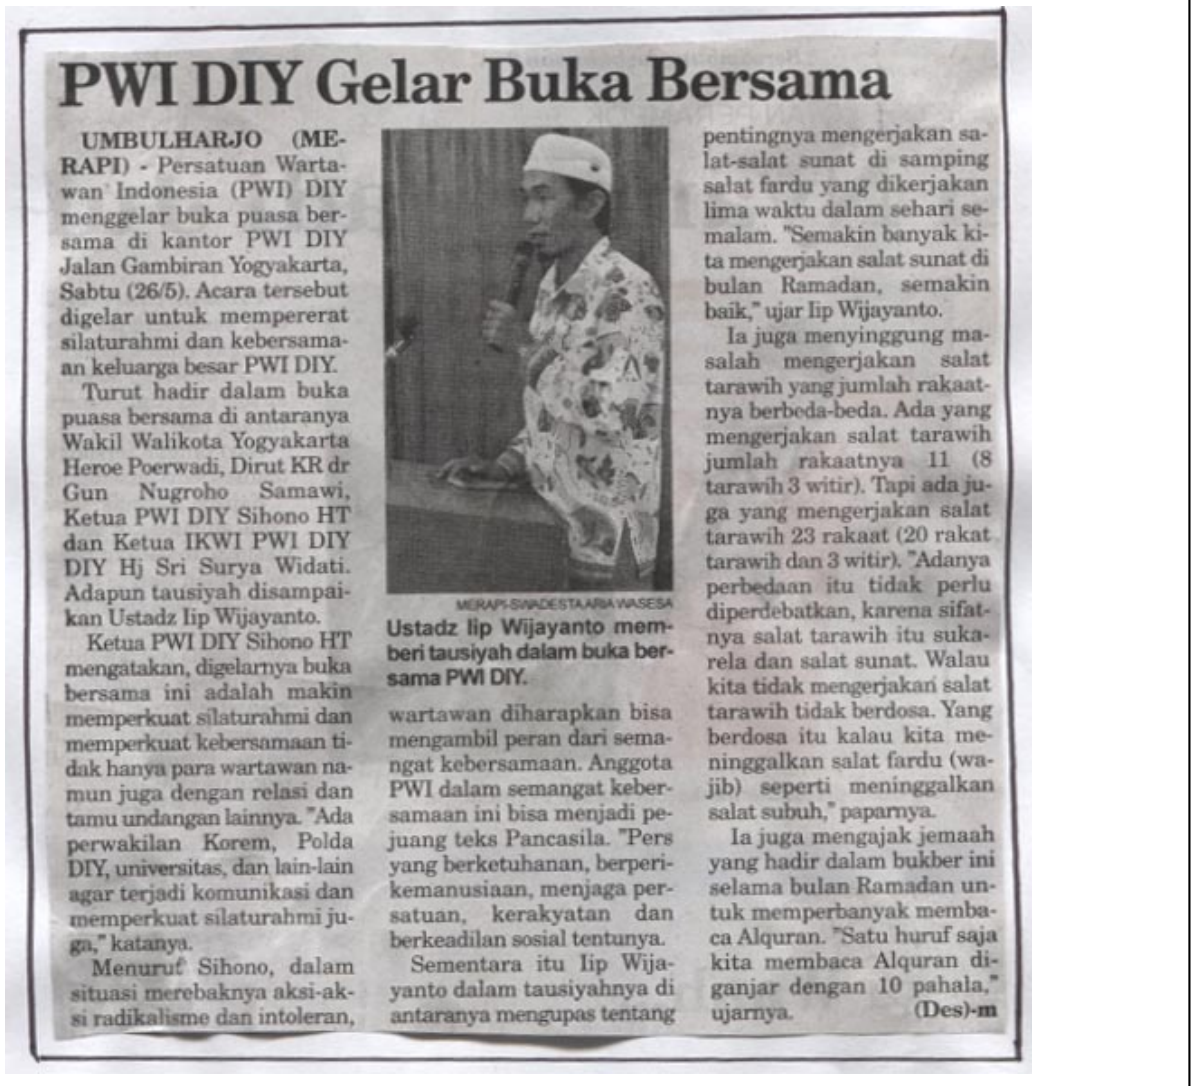 PWI DIY Gelar Buka Bersama
UMBULHARJO (ME-
RAPI) - Persatuan Warta-
wan Indonesia (PWI) DIY
menggelar buka puasa ber-
sama di kantor PWI DIY
Jalan Gambiran Yogyakarta,
Sabtu (26/5). Acara tersebut
digelar untuk mempererat
silaturahmi dan kebersama-
an keluarga besar PWI DIY.
Turut hadir dalam buka
puasa bersama di antaranya
Wakil Walikota Yogyakarta
Heroe Poerwadi, Dirut KR dr
Gun Nugroho Samawi,
Ketua PWI DIY Sihono HT
dan Ketua IKWI PWI DIY
DIY Hj Sri Surya Widati.
Adapun tausiyah disampai-
kan Ustadz Iip Wijayanto.
Ketua PWI DIY Sihono HT
mengatakan, digelarnya buka
bersama ini adalah makin
memperkuat silaturahmi dan
memperkuat kebersamaan ti-
dak hanya para wartawan na-
mun juga dengan relasi dan
tamu undangan lainnya. "Ada
perwakilan Korem, Polda
DIY, universitas, dan lain-lain
agar terjadi komunikasi dan
memperkuat silaturahmi ju-
ga," katanya.
Menurut Sihono, dalam
situasi merebaknya aksi-ak-
si radikalisme dan intoleran,
MERAPI-SWADESTA ARIA WASESA
Ustadz Iip Wijayanto mem-
beri tausiyah dalam buka ber-
sama PWI DIY.
wartawan diharapkan bisa
mengambil peran dari sema-
ngat kebersamaan. Anggota
PWI dalam semangat keber-
samaan ini bisa menjadi pe-
juang teks Pancasila. "Pers
yang berketuhanan, berperi-
kemanusiaan, menjaga per-
satuan, kerakyatan dan
berkeadilan sosial tentunya.
Sementara itu Iip Wija-
yanto dalam tausiyahnya di
antaranya mengupas tentang
pentingnya mengerjakan sa-
lat-salat sunat di samping
salat fardu yang dikerjakan
lima waktu dalam sehari se-
malam. "Semakin banyak ki-
ta mengerjakan salat sunat di
bulan Ramadan, semakin
baik," ujar Iip Wijayanto.
Ia juga menyinggung ma-
salah mengerjakan salat
tarawih yang jumlah rakaat-
nya berbeda-beda. Ada yang
mengerjakan salat tarawih
jumlah rakaatnya 11 (8
tarawih 3 witir). Tapi ada ju-
ga yang mengerjakan salat
tarawih 23 rakaat (20 rakat
tarawih dan 3 witir). "Adanya
perbedaan itu tidak perlu
diperdebatkan, karena sifat-
nya salat tarawih itu suka-
rela dan salat sunat. Walau
kita tidak mengerjakan salat
tarawih tidak berdosa. Yang
berdosa itu kalau kita me-
ninggalkan salat fardu (wa-
jib) seperti meninggalkan
salat subuh," paparnya.
Ia juga mengajak jemaah
yang hadir dalam bukber ini
selama bulan Ramadan un-
tuk memperbanyak memba-
ca Alquran. "Satu huruf saja
kita membaca Alquran di-
ganjar dengan 10 pahala,"
ujarnya. (Des)-m